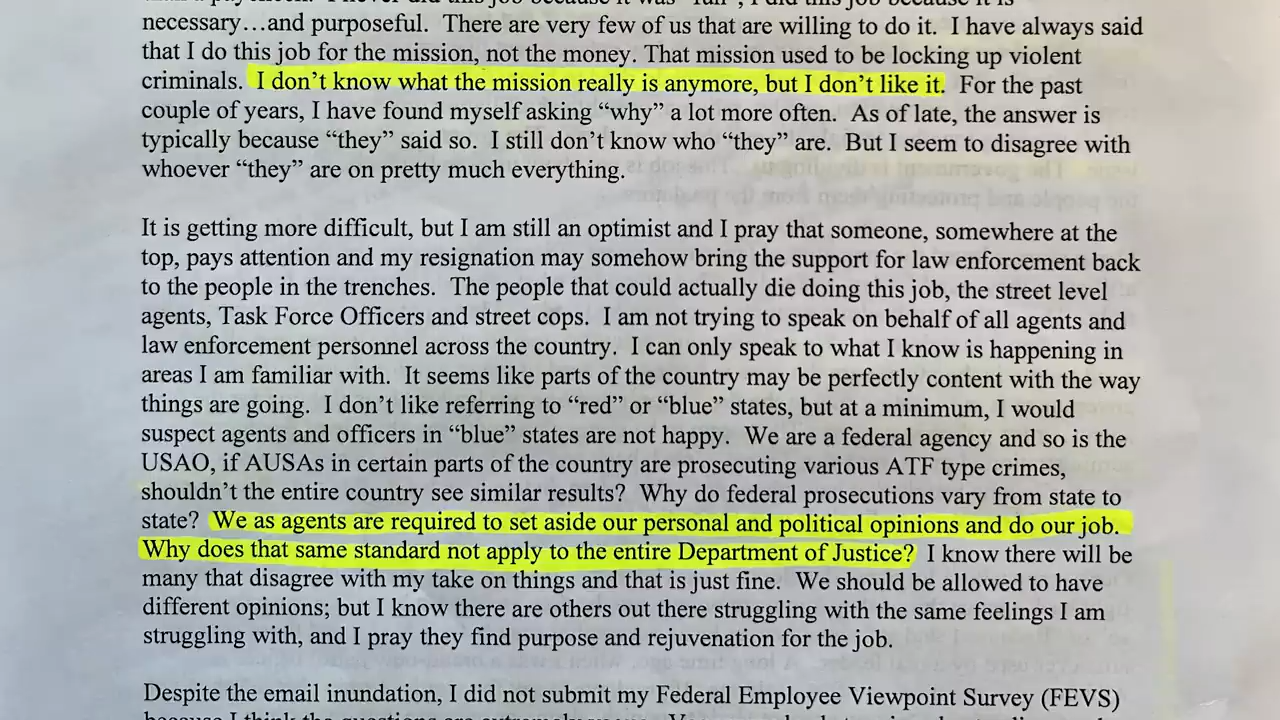 necessary…and purposeful.  There are very few of us that are willing to do it.  I have always said
that I do this job for the mission, not the money. That mission used to be locking up violent
criminals.  I don’t know what the mission really is anymore, but I don’t like it.  For the past
couple of years, I have found myself asking “why” a lot more often.  As of late, the answer is
typically because “they” said so.  I still don’t know who “they” are.  But I seem to disagree with
whoever “they” are on pretty much everything.
It is getting more difficult, but I am still an optimist and I pray that someone, somewhere at the
top, pays attention and my resignation may somehow bring the support for law enforcement back
to the people in the trenches.  The people that could actually die doing this job, the street level
agents, Task Force Officers and street cops.  I am not trying to speak on behalf of all agents and
law enforcement personnel across the country.  I can only speak to what I know is happening in
areas I am familiar with.  It seems like parts of the country may be perfectly content with the way
things are going.  I don’t like referring to “red” or “blue” states, but at a minimum, I would
suspect agents and officers in “blue” states are not happy.  We are a federal agency and so is the
USAO, if AUSAs in certain parts of the country are prosecuting various ATF type crimes,
shouldn’t the entire country see similar results?  Why do federal prosecutions vary from state to
state?  We as agents are required to set aside our personal and political opinions and do our job.
Why does that same standard not apply to the entire Department of Justice?  I know there will be
many that disagree with my take on things and that is just fine.  We should be allowed to have
different opinions; but I know there are others out there struggling with the same feelings I am
struggling with, and I pray they find purpose and rejuvenation for the job.
Despite the email inundation, I did not submit my Federal Employee Viewpoint Survey (FEVS)